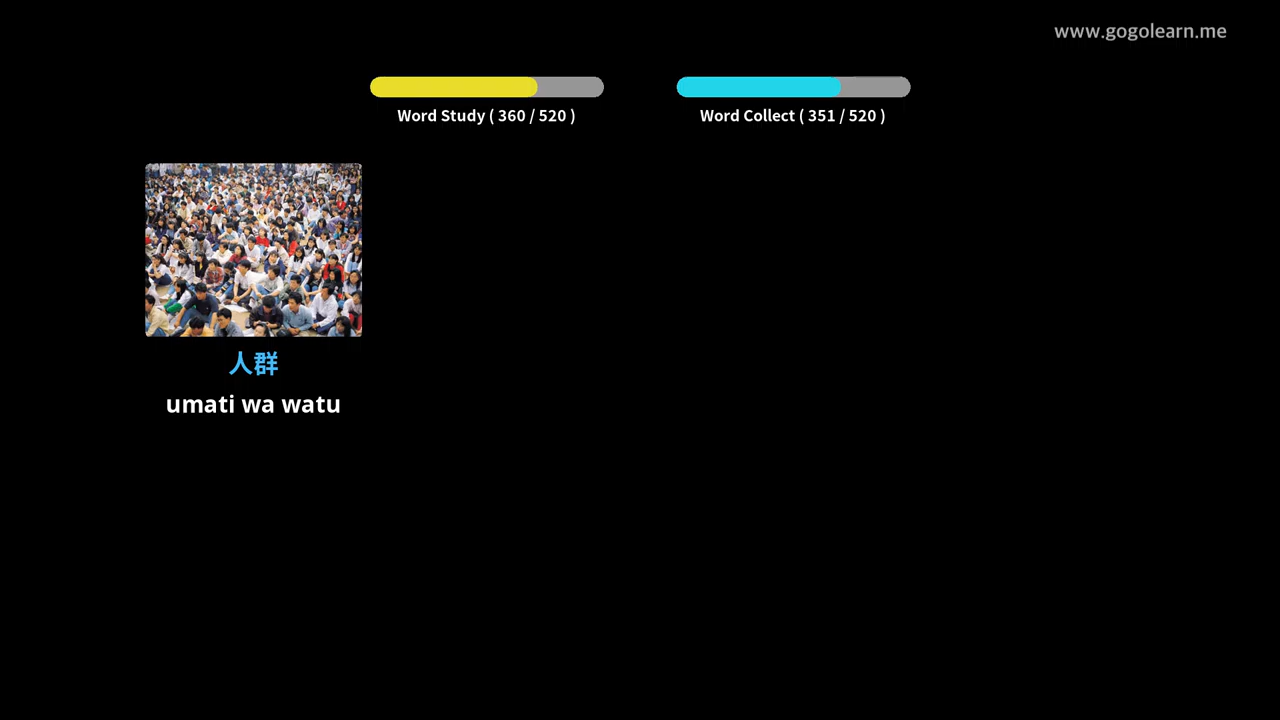 www.gogolearn.me
Word Study ( 360 / 520 )
Word Collect ( 351 / 520 )
人群
umati wa watu